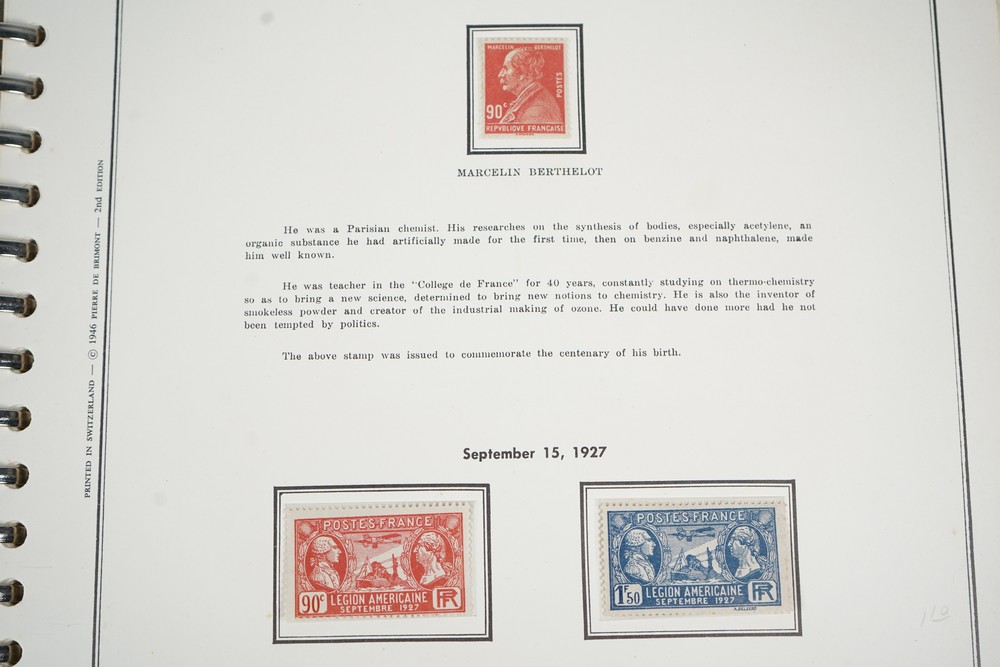 MARCELIN BERTHELOT
POSTES
90c
REPVBLIQUE FRANÇAISE
MARCELIN BERTHELOT
He was a Parisian chemist. His researches on the synthesis of bodies, especially acetylene, an
organic substance he had artificially made for the first time, then on benzine and naphthalene, made
him well known.
He was teacher in the "College de France" for 40 years, constantly studying on thermo-chemistry
so as to bring a new science, determined to bring new notions to chemistry. He is also the inventor of
smokeless powder and creator of the industrial making of ozone. He could have done more had he not
been tempted by politics.
The above stamp was issued to commemorate the centenary of his birth.
September 15, 1927
POSTES-FRANCE
90c LEGION AMERICAINE RF
SEPTEMBRE 1927
POSTES-FRANCE
1F50 LEGION AMERICAINE RF
SEPTEMBRE 1927
PRINTED IN SWITZERLAND — © 1946 PIERRE DE BRIMONT — 2nd EDITION